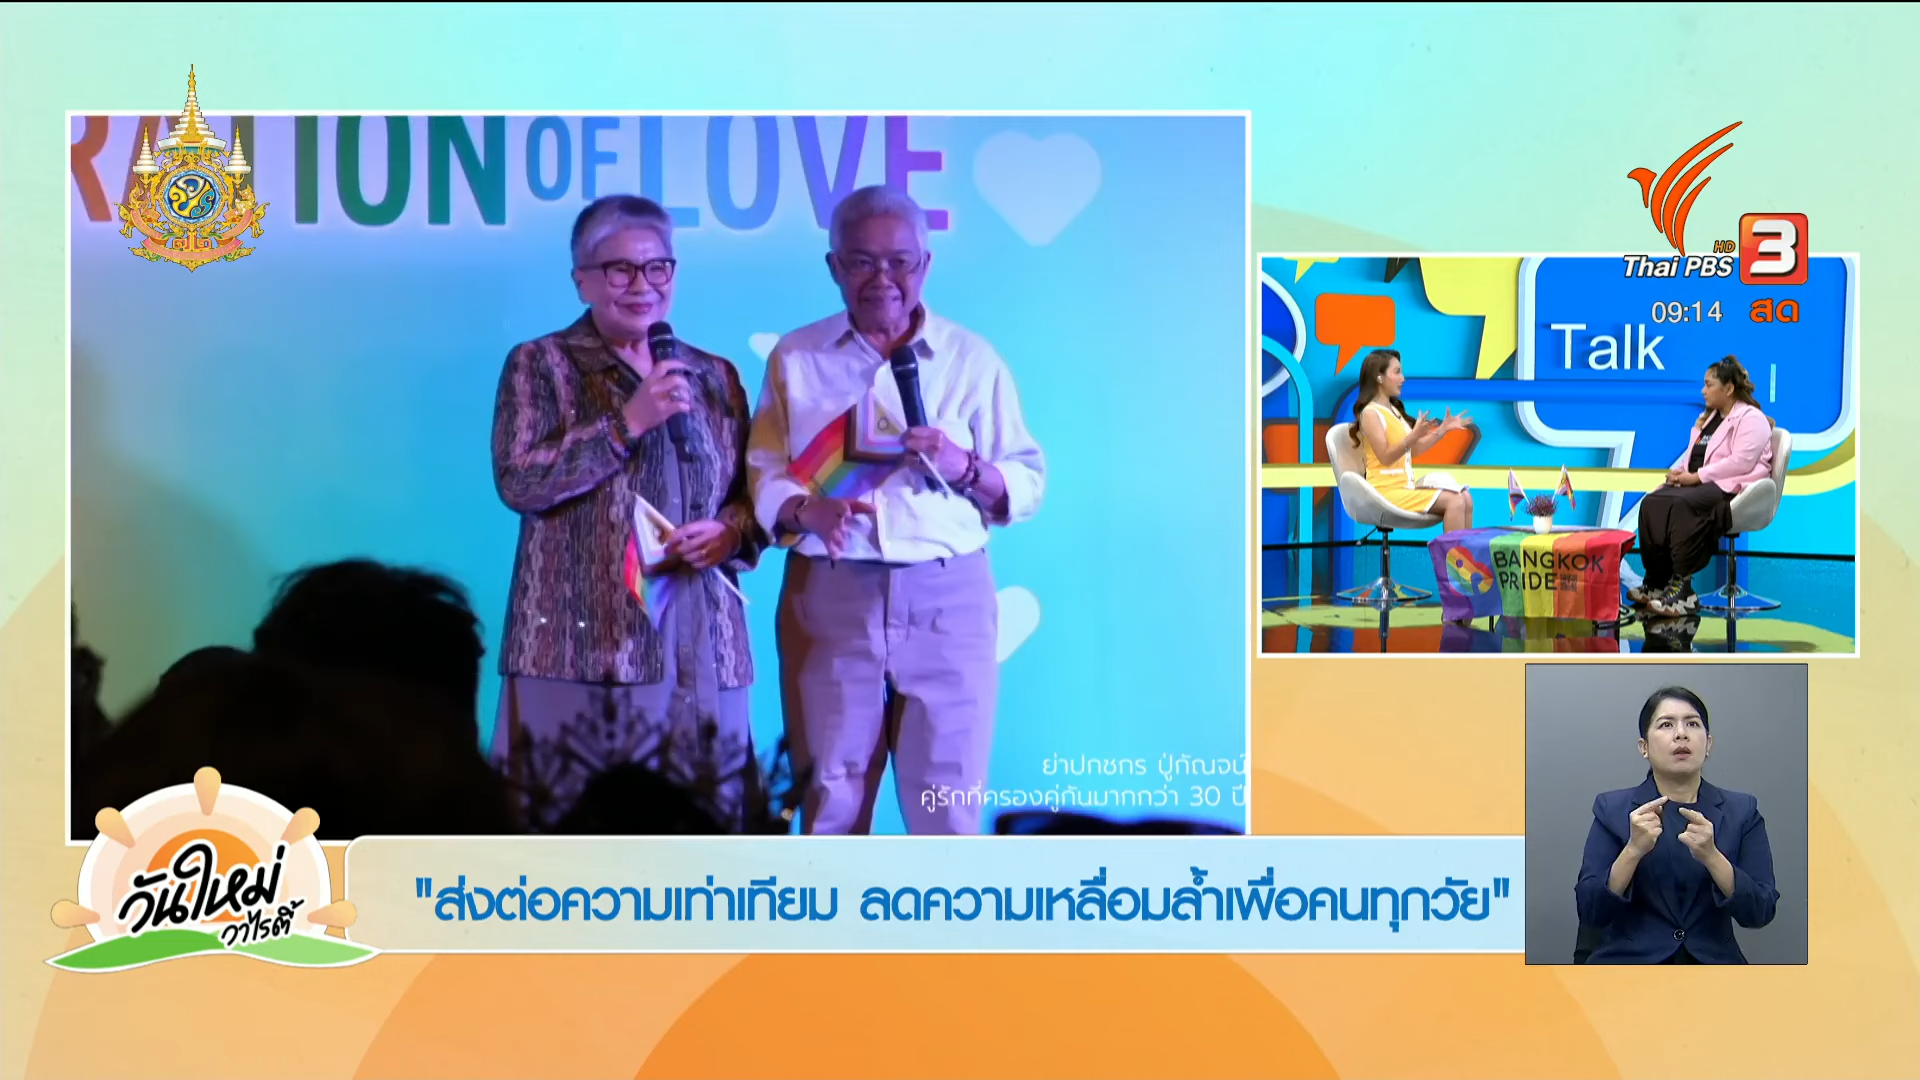 RATION OF LOVE
๗๒
HD
Thai PBS 3
09:14 สด
Talk
BANGKOK
PRIDE
ย่าปกชกร ปู่กัณจน์
คู่รักที่ครองคู่กันมากกว่า 30 ปี
วันใหม่
วาไรตี้
"ส่งต่อความเท่าเทียม ลดความเหลื่อมล้ำเพื่อคนทุกวัย"